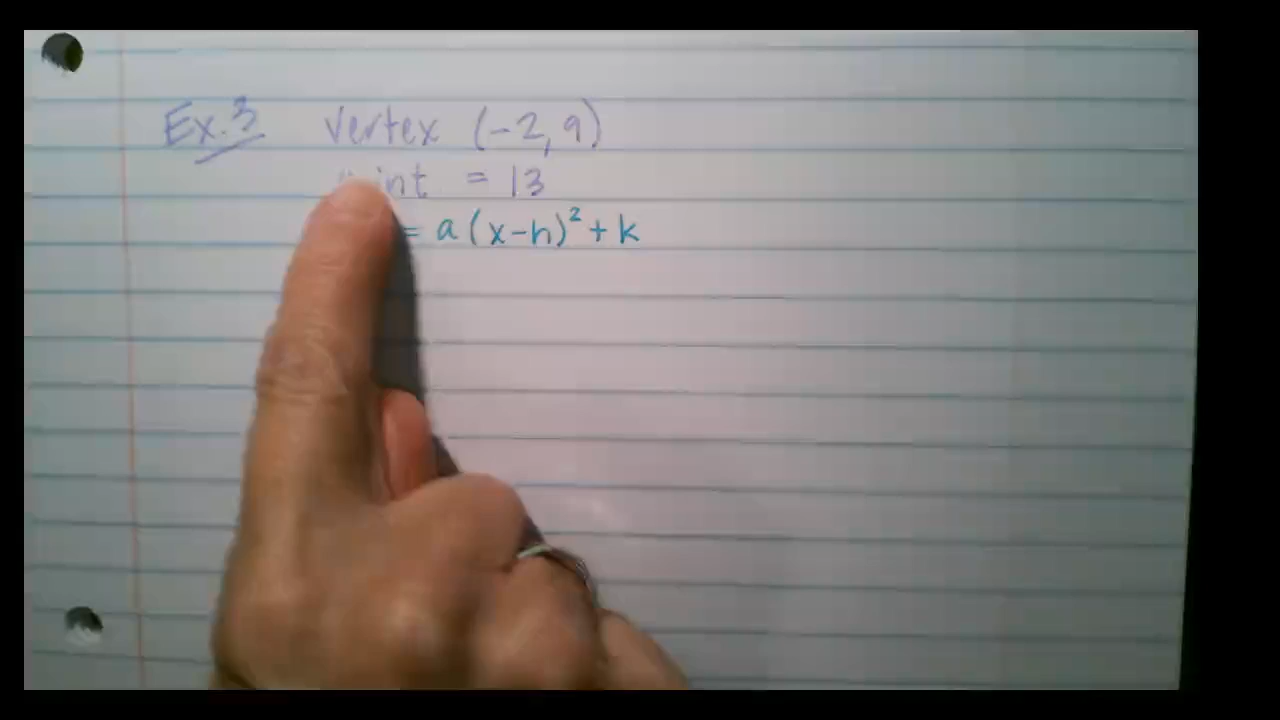 Ex. 3 Vertex (-2, 9)
int = 13
= a(x-h)² + k